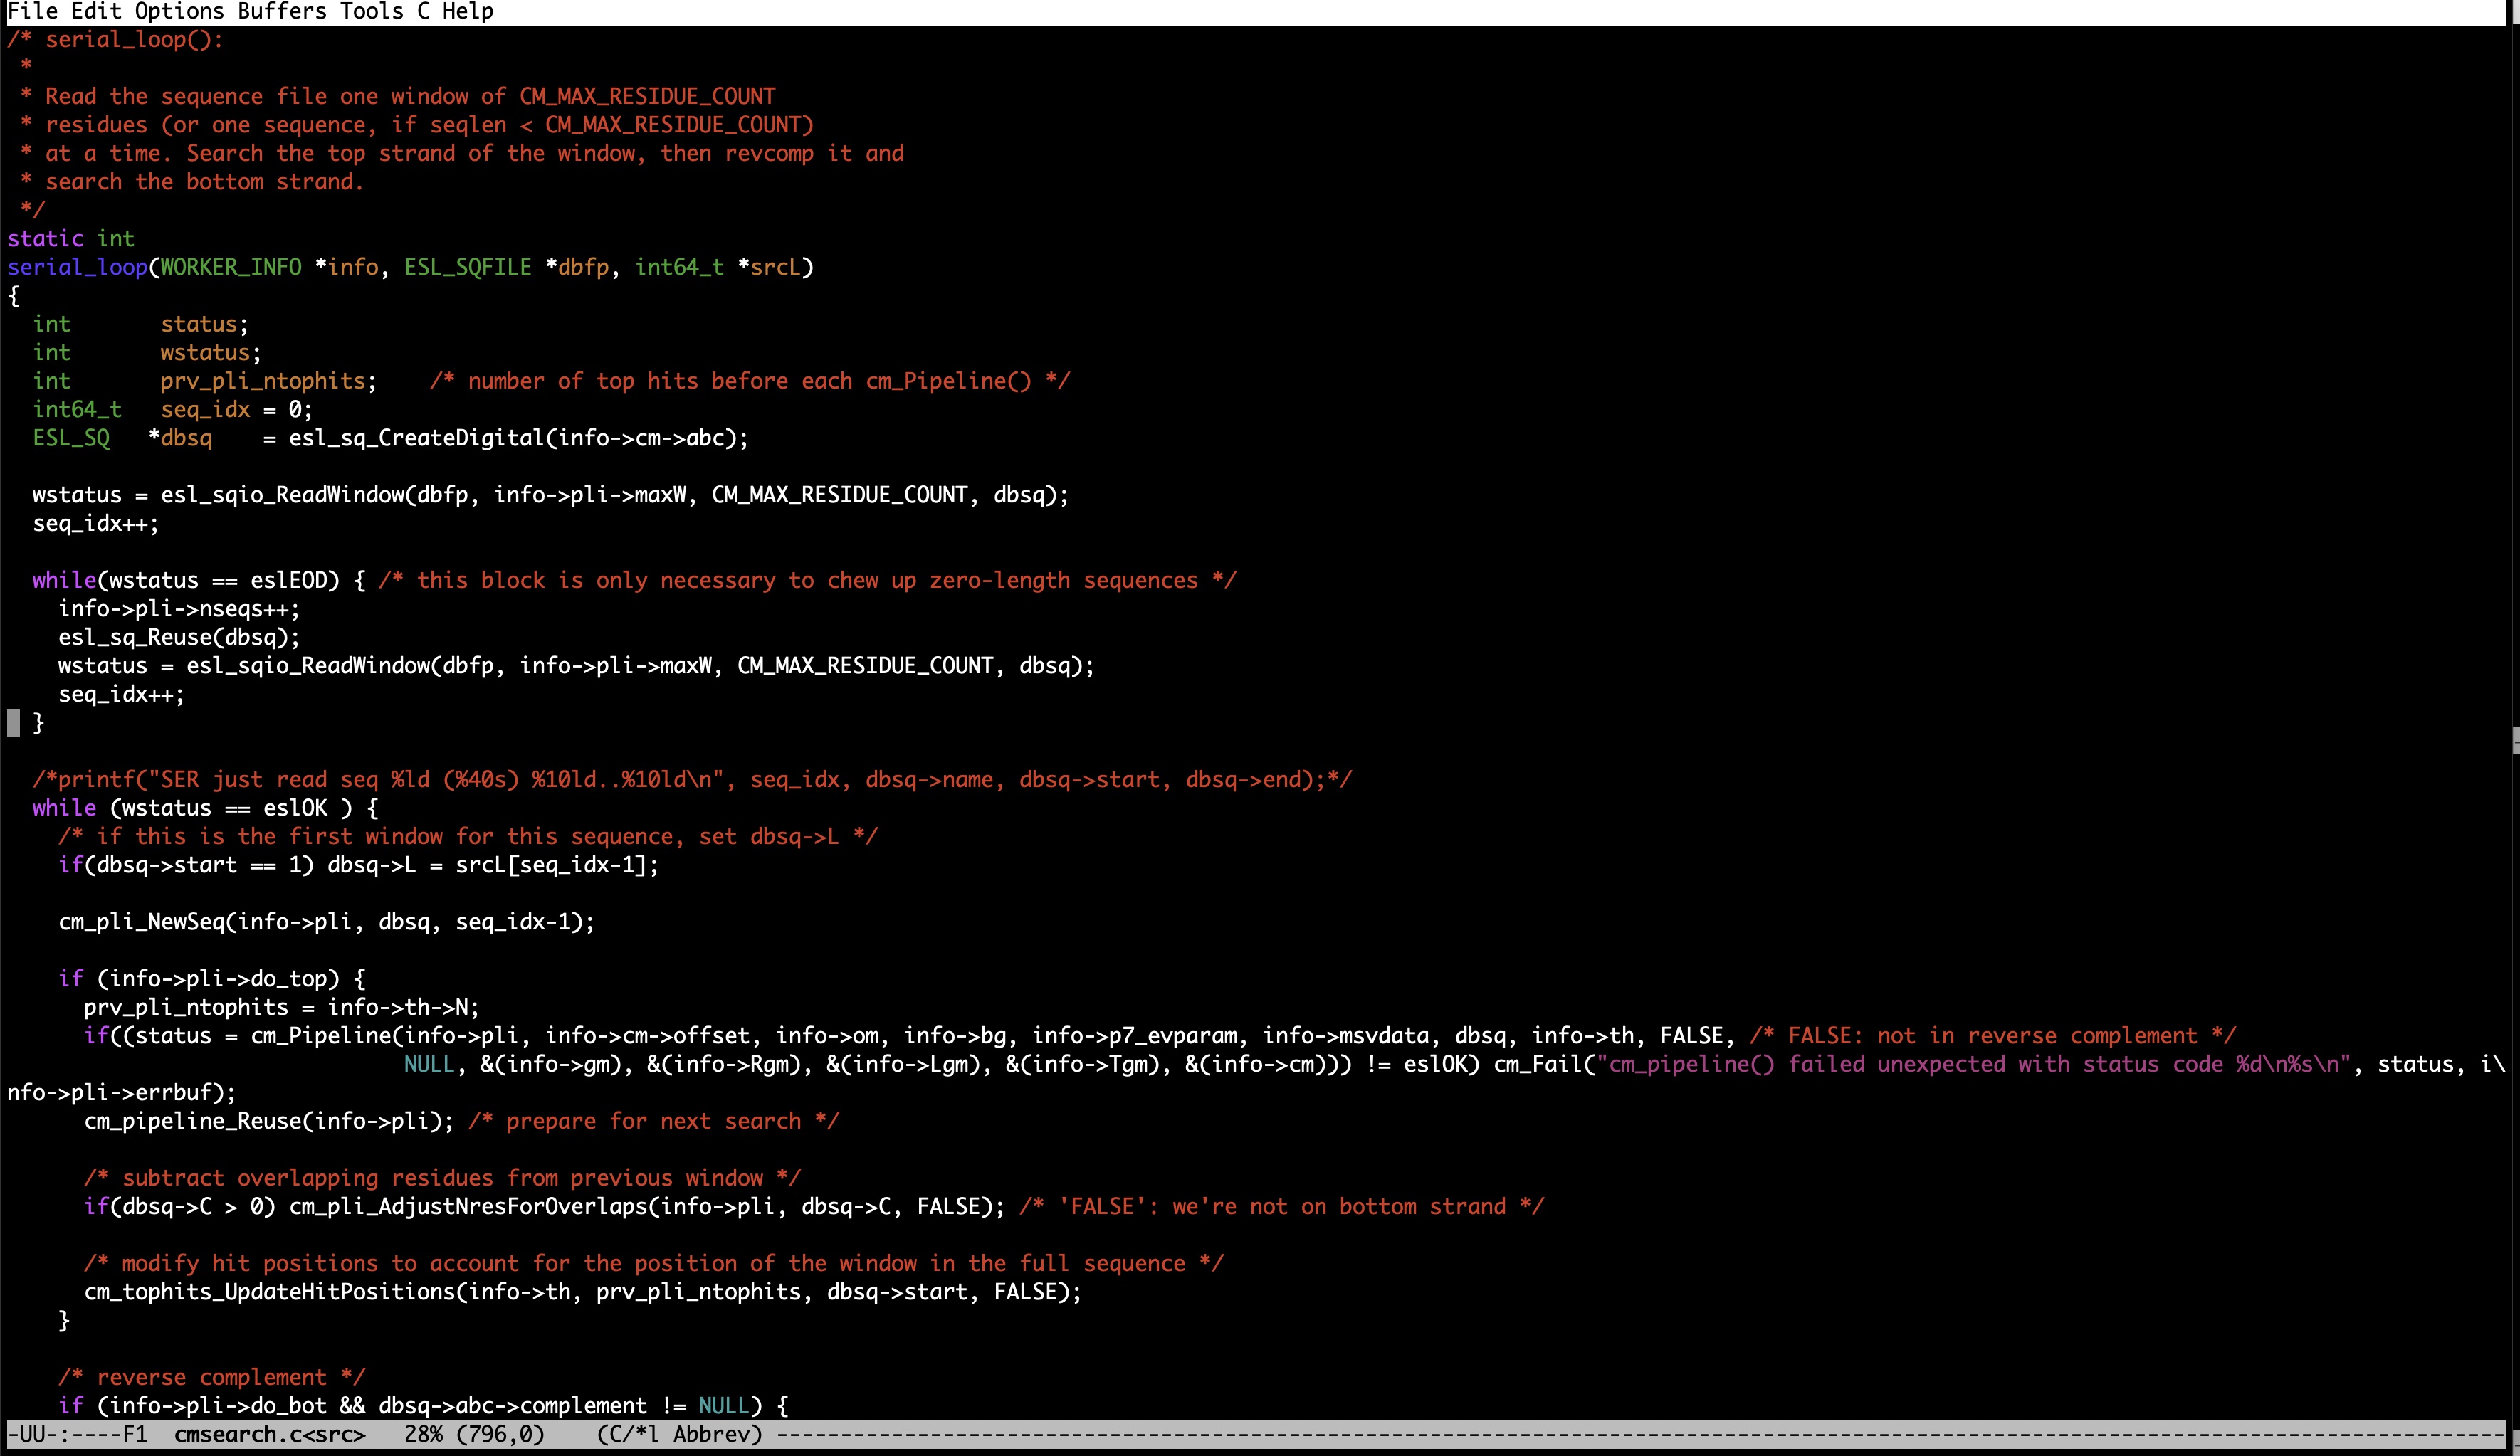 File Edit Options Buffers Tools C Help
/* serial_loop():
 *
 * Read the sequence file one window of CM_MAX_RESIDUE_COUNT
 * residues (or one sequence, if seqlen < CM_MAX_RESIDUE_COUNT)
 * at a time. Search the top strand of the window, then revcomp it and
 * search the bottom strand.
 */
static int
serial_loop(WORKER_INFO *info, ESL_SQFILE *dbfp, int64_t *srcL)
{
  int       status;
  int       wstatus;
  int       prv_pli_ntophits;    /* number of top hits before each cm_Pipeline() */
  int64_t   seq_idx = 0;
  ESL_SQ   *dbsq    = esl_sq_CreateDigital(info->cm->abc);

  wstatus = esl_sqio_ReadWindow(dbfp, info->pli->maxW, CM_MAX_RESIDUE_COUNT, dbsq);
  seq_idx++;

  while(wstatus == eslEOD) { /* this block is only necessary to chew up zero-length sequences */
    info->pli->nseqs++;
    esl_sq_Reuse(dbsq);
    wstatus = esl_sqio_ReadWindow(dbfp, info->pli->maxW, CM_MAX_RESIDUE_COUNT, dbsq);
    seq_idx++;
  }

  /*printf("SER just read seq %ld (%40s) %10ld..%10ld\n", seq_idx, dbsq->name, dbsq->start, dbsq->end);*/
  while (wstatus == eslOK ) {
    /* if this is the first window for this sequence, set dbsq->L */
    if(dbsq->start == 1) dbsq->L = srcL[seq_idx-1];

    cm_pli_NewSeq(info->pli, dbsq, seq_idx-1);

    if (info->pli->do_top) {
      prv_pli_ntophits = info->th->N;
      if((status = cm_Pipeline(info->pli, info->cm->offset, info->om, info->bg, info->p7_evparam, info->msvdata, dbsq, info->th, FALSE, /* FALSE: not in reverse complement */
                               NULL, &(info->gm), &(info->Rgm), &(info->Lgm), &(info->Tgm), &(info->cm))) != eslOK) cm_Fail("cm_pipeline() failed unexpected with status code %d\n%s\n", status, i\
nfo->pli->errbuf);
      cm_pipeline_Reuse(info->pli); /* prepare for next search */

      /* subtract overlapping residues from previous window */
      if(dbsq->C > 0) cm_pli_AdjustNresForOverlaps(info->pli, dbsq->C, FALSE); /* 'FALSE': we're not on bottom strand */

      /* modify hit positions to account for the position of the window in the full sequence */
      cm_tophits_UpdateHitPositions(info->th, prv_pli_ntophits, dbsq->start, FALSE);
    }

    /* reverse complement */
    if (info->pli->do_bot && dbsq->abc->complement != NULL) {
-UU-:----F1  cmsearch.c<src>   28% (796,0)    (C/*l Abbrev) ----------------------------------------------------------------------------------------------------------------------------------------